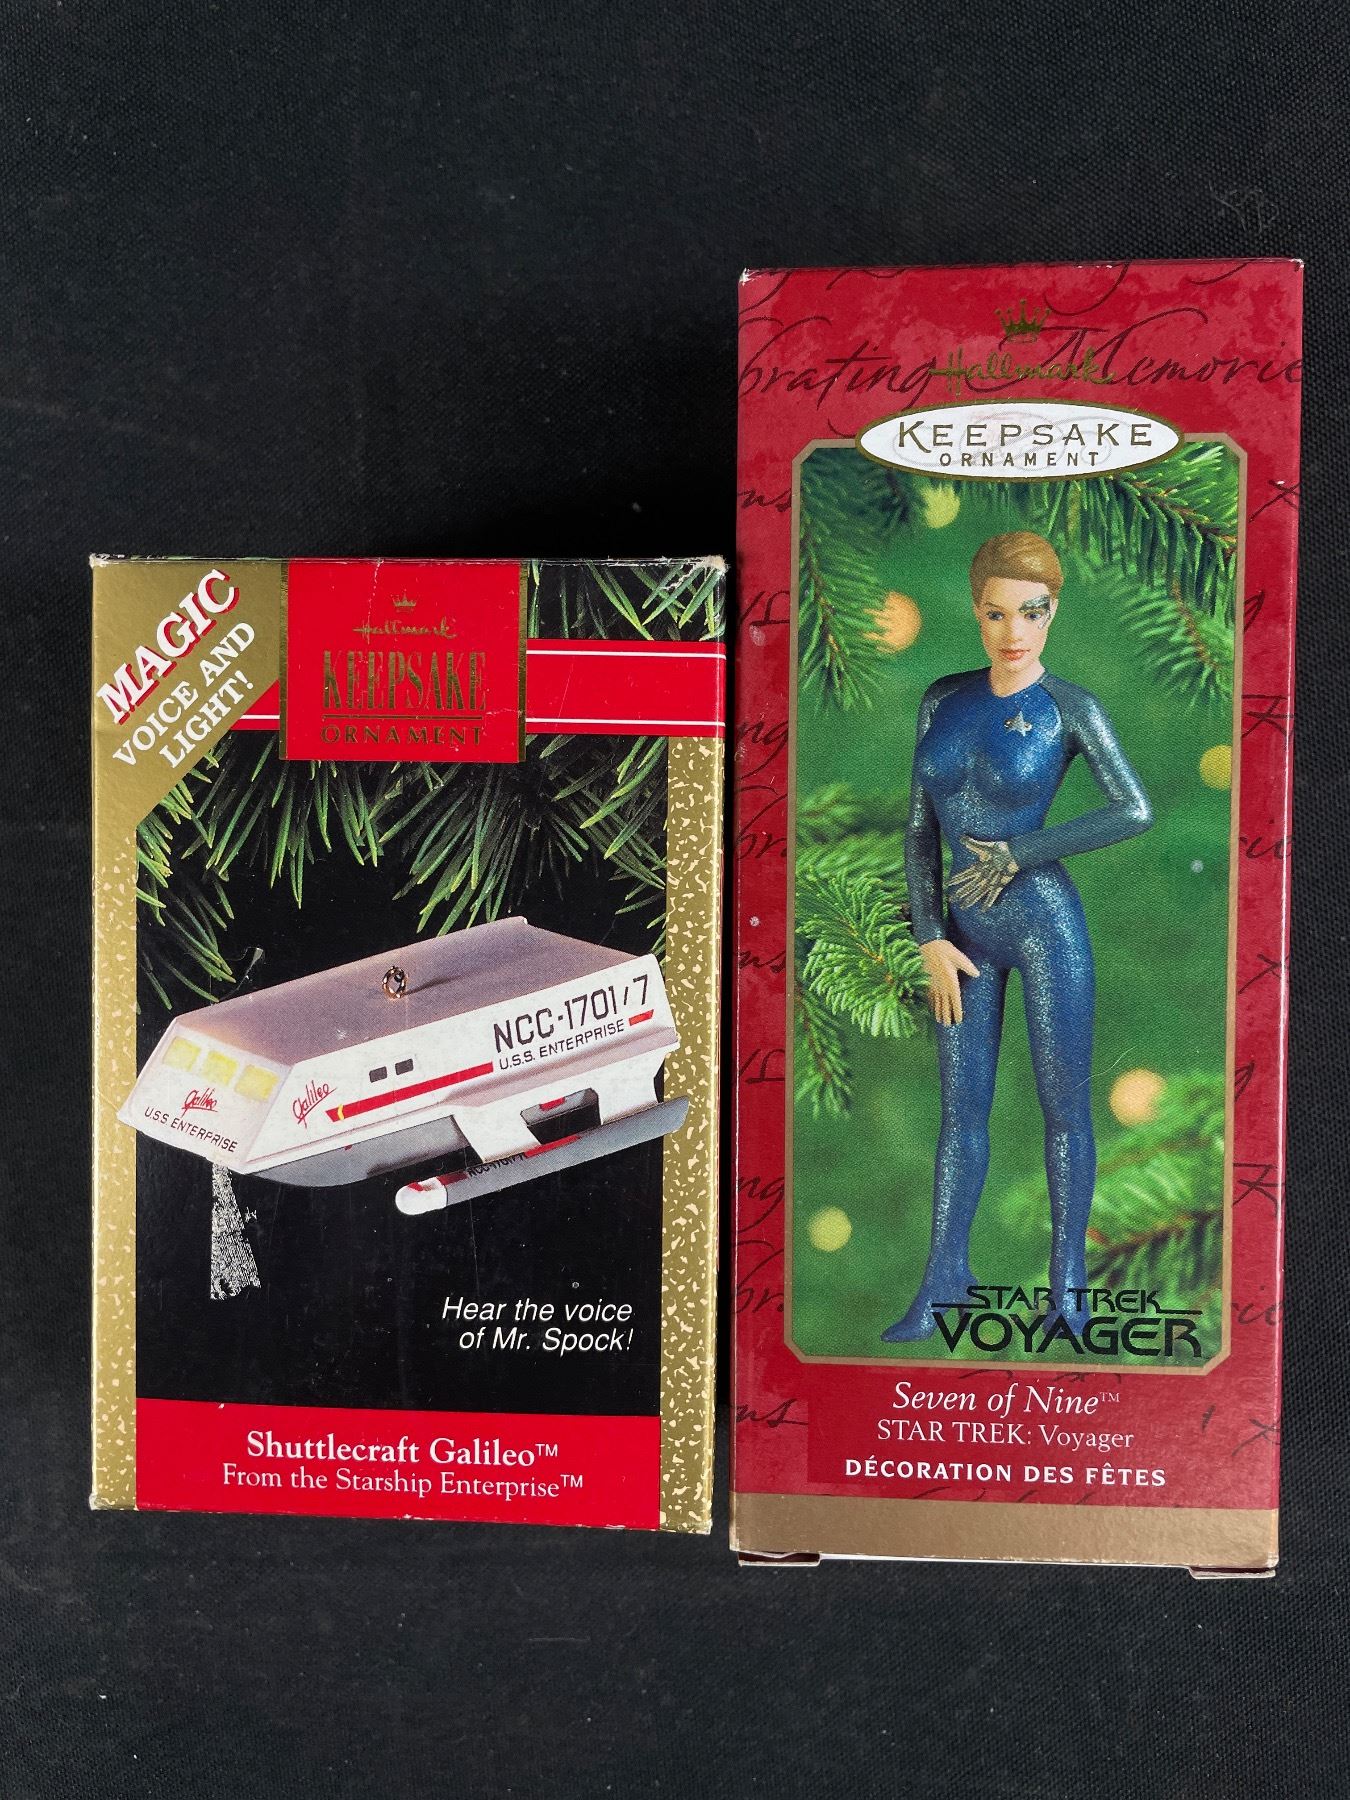 MAGIC
VOICE AND
LIGHT!
Hallmark
KEEPSAKE
ORNAMENT
NCC-1701/7
U.S.S. ENTERPRISE
Galileo
Galileo
U.S.S. ENTERPRISE
Hear the voice
of Mr. Spock!
Shuttlecraft Galileo™
From the Starship Enterprise™
brating Memorie
Hallmark
KEEPSAKE
ORNAMENT
STAR TREK
VOYAGER
Seven of Nine™
STAR TREK: Voyager
DÉCORATION DES FÊTES